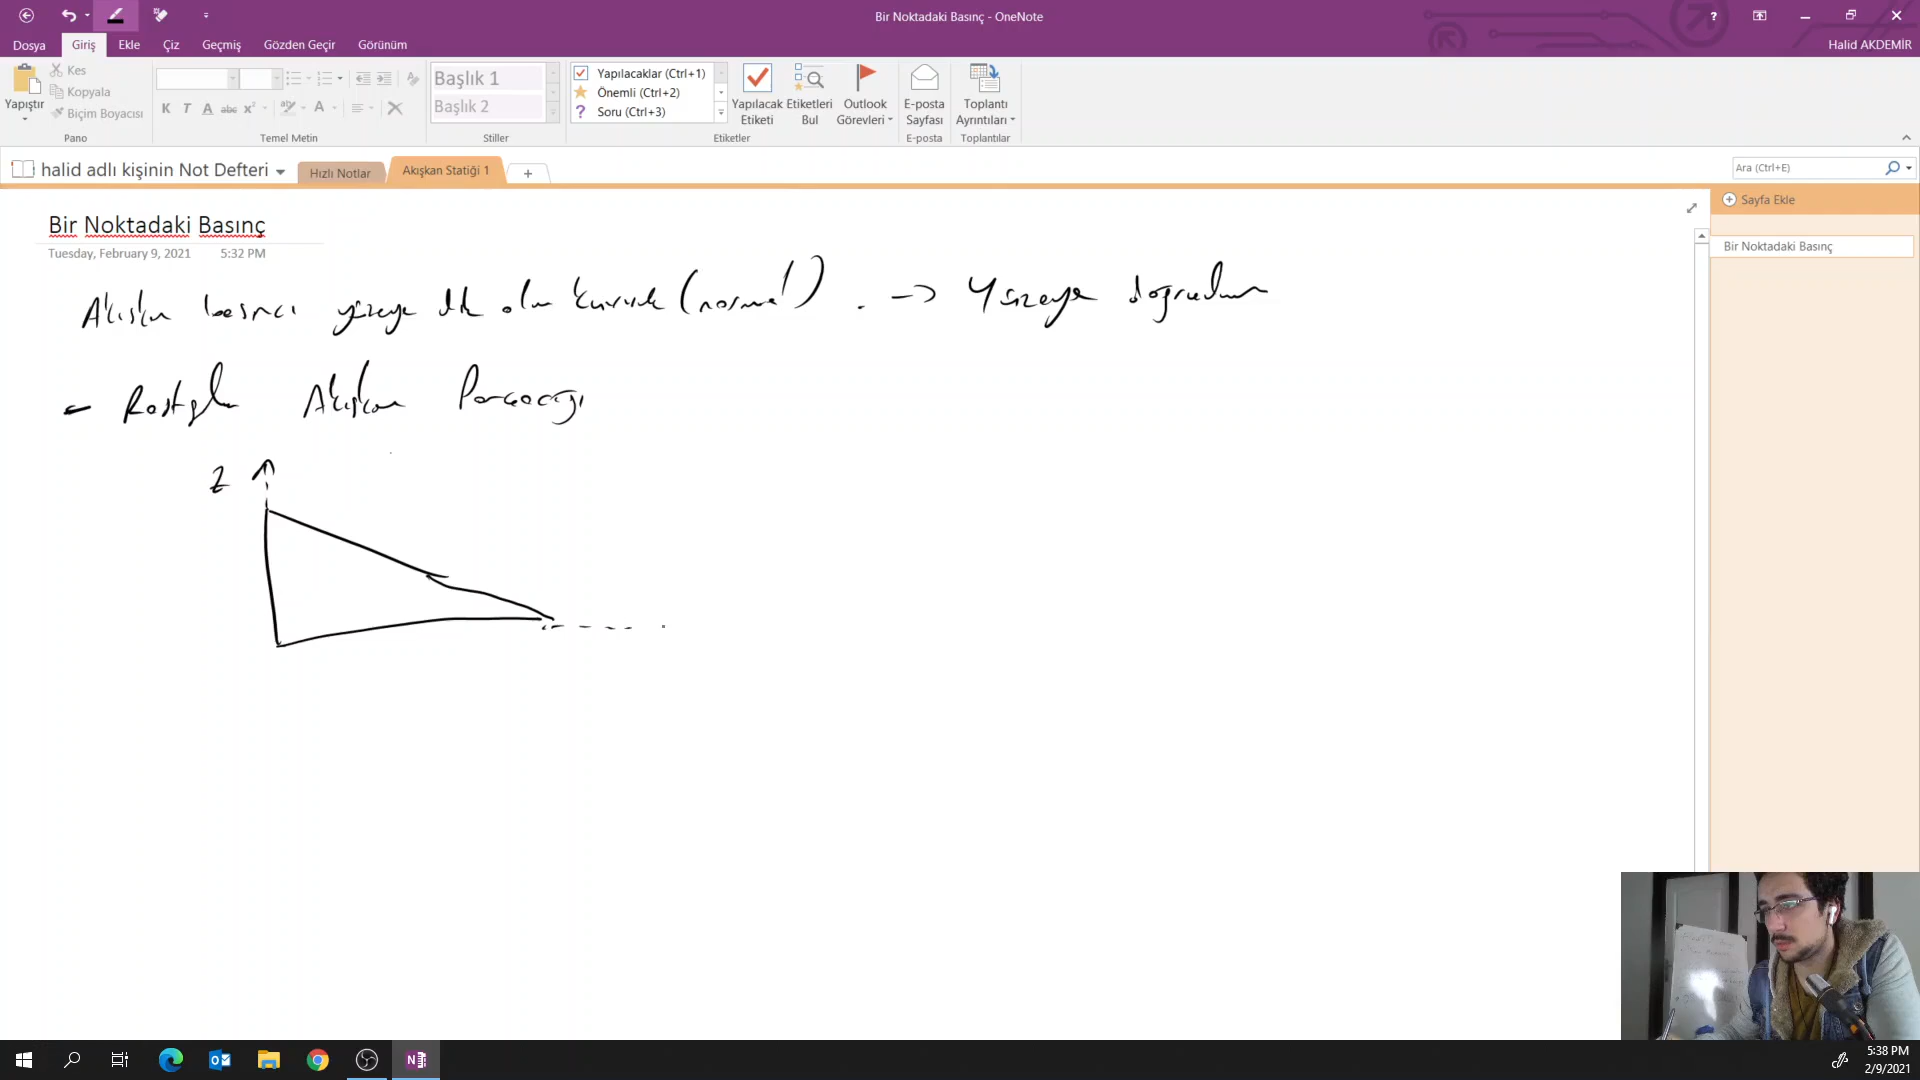 Bir Noktadaki Basınç - OneNote
?
Dosya Giriş Ekle Çiz Geçmiş Gözden Geçir Görünüm
Halid AKDEMİR
Yapıştır
Kes
Kopyala
Biçim Boyacısı
Pano
K T A abc x²
A
Temel Metin
Başlık 1
Başlık 2
Stiller
Yapılacaklar (Ctrl+1)
Önemli (Ctrl+2)
? Soru (Ctrl+3)
Yapılacak Etiketi
Etiketleri Bul
Etiketler
Outlook Görevleri
E-posta Sayfası
E-posta
Toplantı Ayrıntıları
Toplantılar
halid adlı kişinin Not Defteri
Hızlı Notlar
Akışkan Statiği 1
+
Ara (Ctrl+E)
Sayfa Ekle
Bir Noktadaki Basınç
Bir Noktadaki Basınç
Tuesday, February 9, 2021 5:32 PM
Akışkan basıncı yüzeye dik olan kuvvet (normal). -> Yüzeye doğrudur
- Rastgele Akışkan Parçacığı
z
5:38 PM
2/9/2021